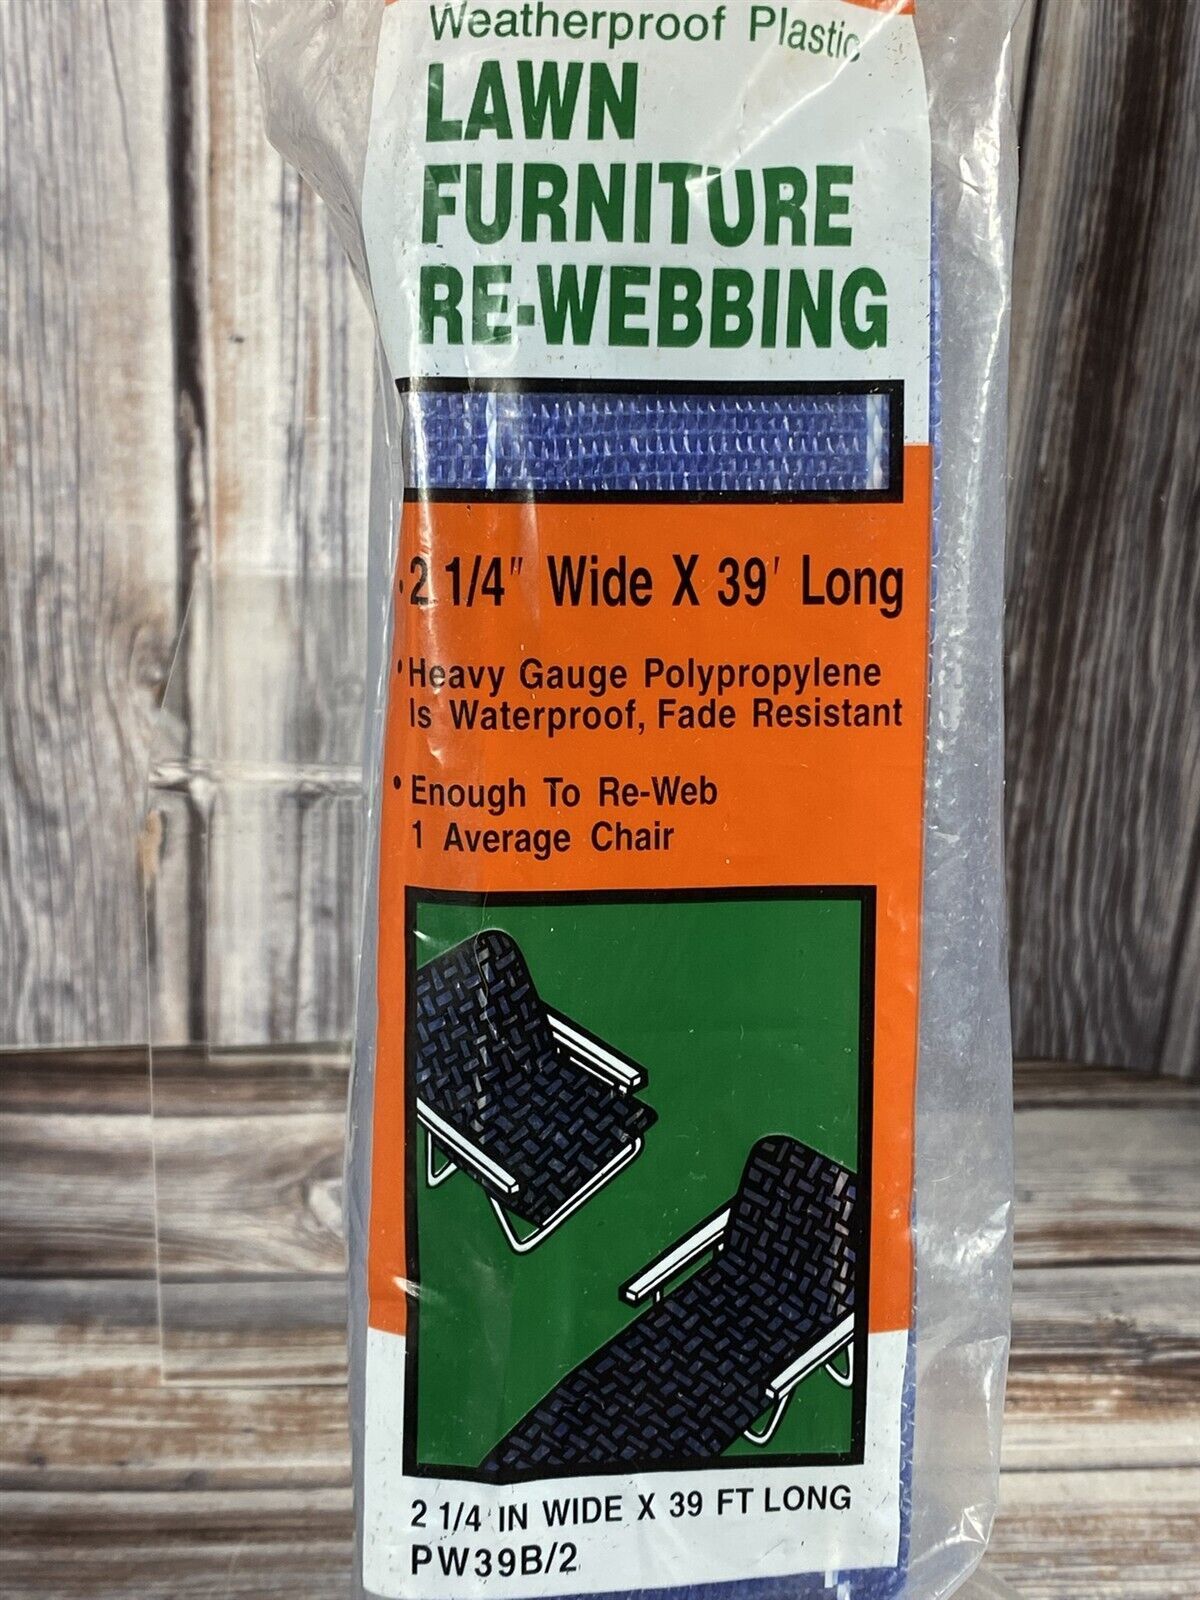 Weatherproof Plastic
LAWN
FURNITURE
RE-WEBBING
• 2 1/4" Wide X 39' Long
• Heavy Gauge Polypropylene
Is Waterproof, Fade Resistant
• Enough To Re-Web
1 Average Chair
2 1/4 IN WIDE X 39 FT LONG
PW39B/2